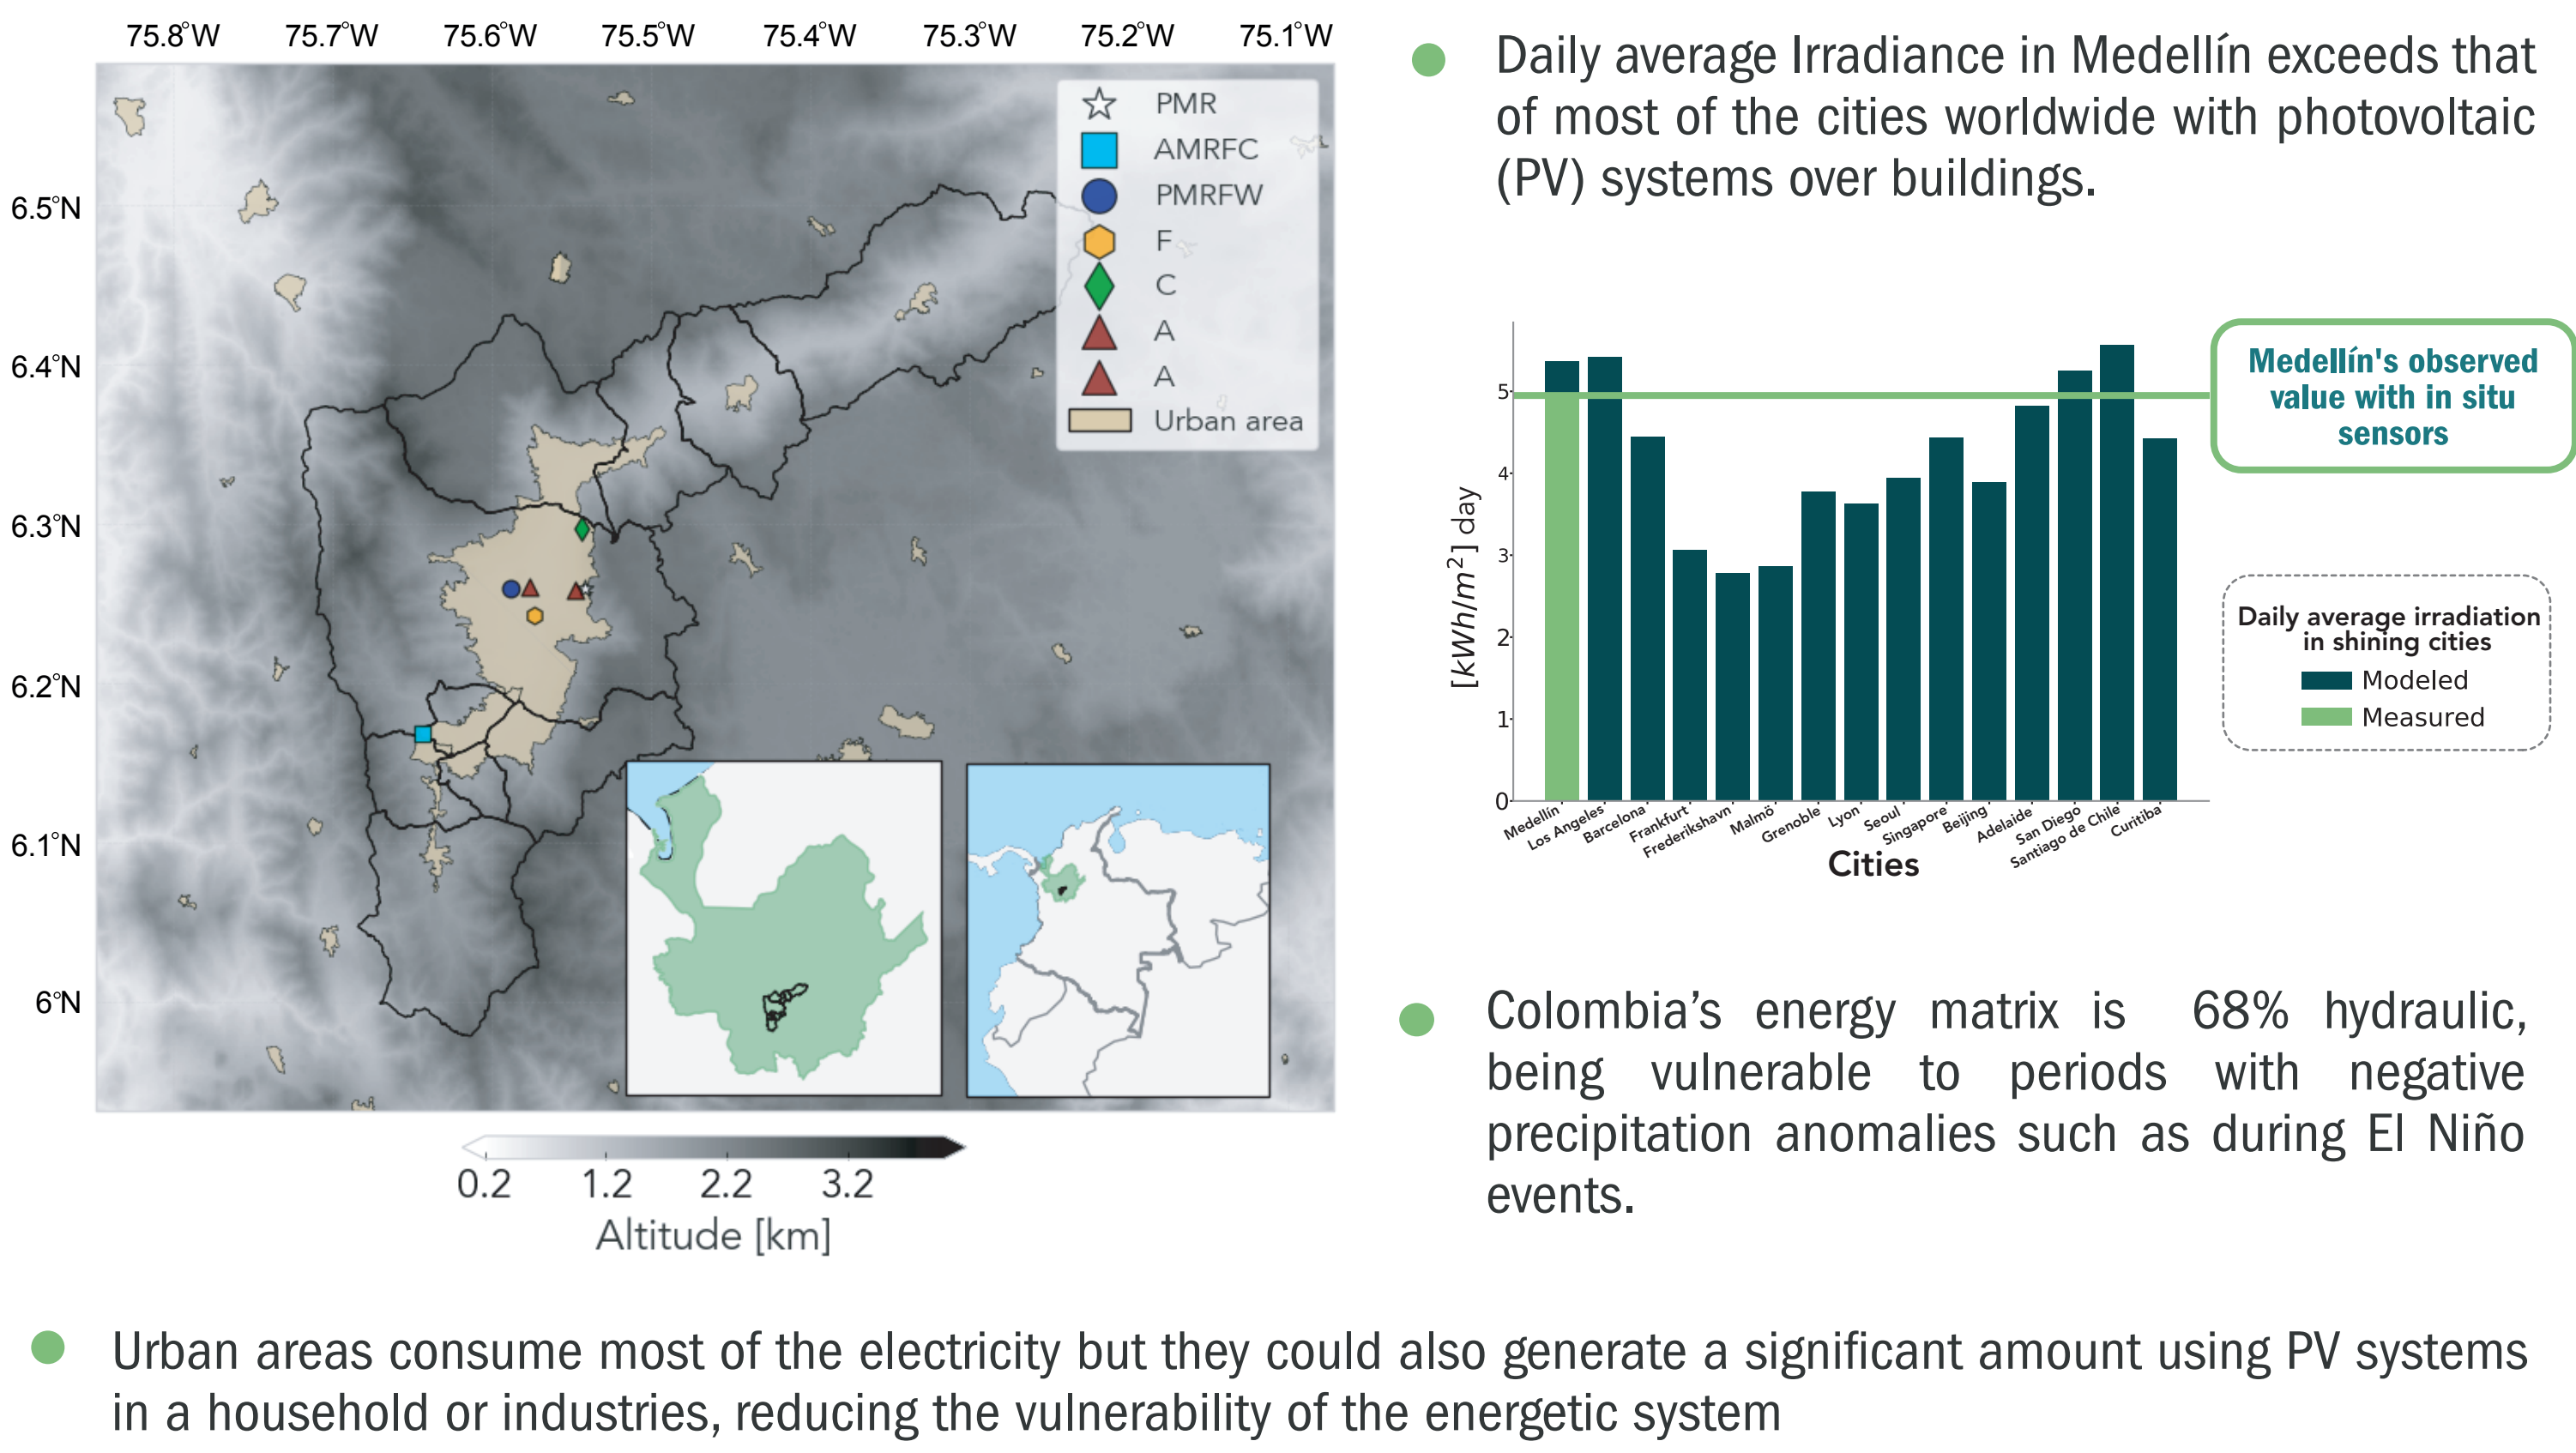 75.8°W 75.7°W 75.6°W 75.5°W 75.4°W 75.3°W 75.2°W 75.1°W
6.5°N
6.4°N
6.3°N
6.2°N
6.1°N
6°N
PMR
AMRFC
PMRFW
F
C
A
A
Urban area
0.2 1.2 2.2 3.2
Altitude [km]
Daily average Irradiance in Medellín exceeds that
of most of the cities worldwide with photovoltaic
(PV) systems over buildings.
[kWh/m²] day
5
4
3
2
1
0
Medellín
Los Angeles
Barcelona
Frankfurt
Frederikshavn
Malmö
Grenoble
Lyon
Seoul
Singapore
Beijing
Adelaide
San Diego
Santiago de Chile
Curitiba
Cities
Medellín's observed
value with in situ
sensors
Daily average irradiation
in shining cities
Modeled
Measured
Colombia’s energy matrix is 68% hydraulic,
being vulnerable to periods with negative
precipitation anomalies such as during El Niño
events.
Urban areas consume most of the electricity but they could also generate a significant amount using PV systems
in a household or industries, reducing the vulnerability of the energetic system